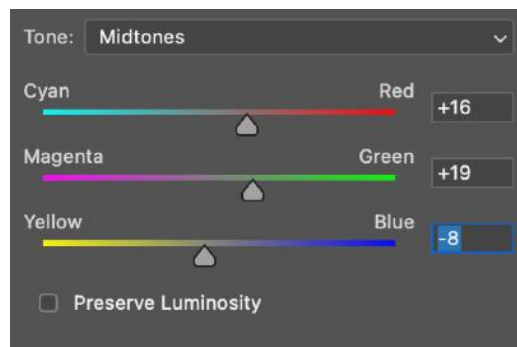 Tone: Midtones
Cyan Red +16
Magenta Green +19
Yellow Blue -8
Preserve Luminosity